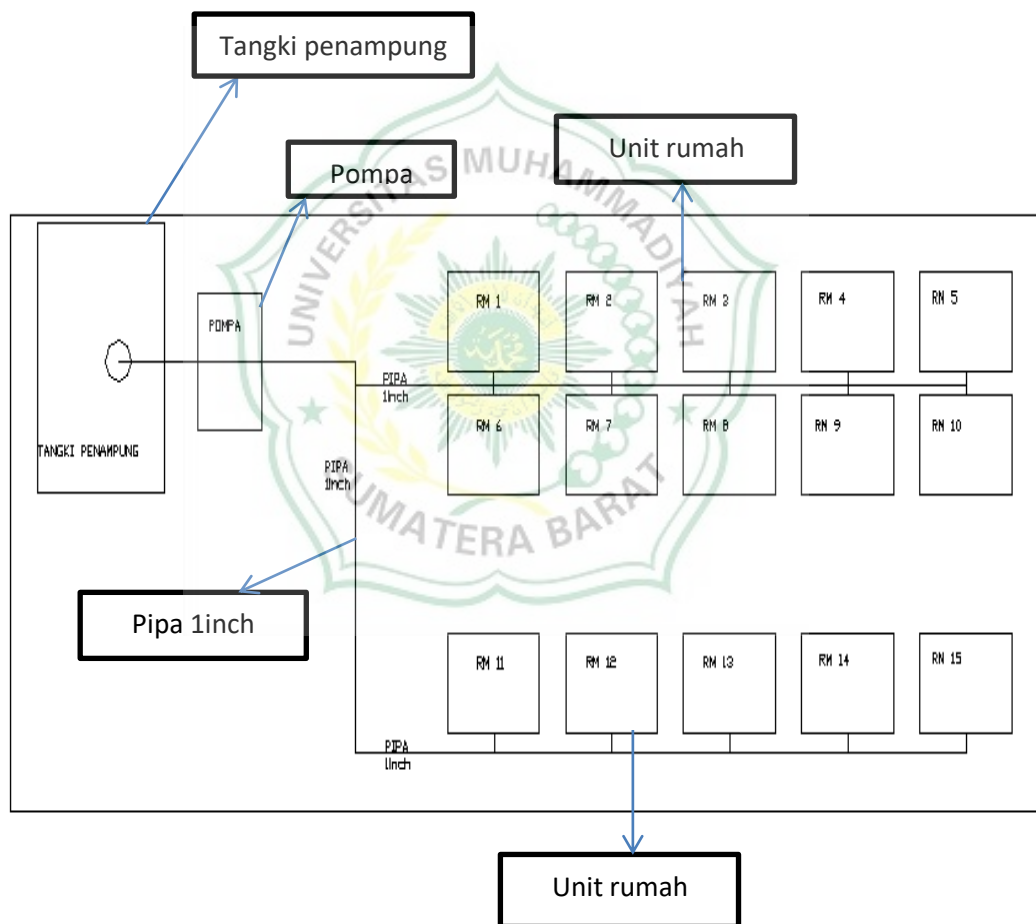 Tangki penampung
Pompa
Unit rumah
UNIVERSITAS MUHAMMADIYAH
SUMATERA BARAT
POMPA
TANGKI PENAMPUNG
RM 1
RM 2
RM 3
RM 4
RN 5
PIPA
1inch
RM 6
RM 7
RM 8
RN 9
RN 10
PIPA
1inch
Pipa 1inch
RM 11
RM 12
RM 13
RM 14
RN 15
PIPA
1inch
Unit rumah